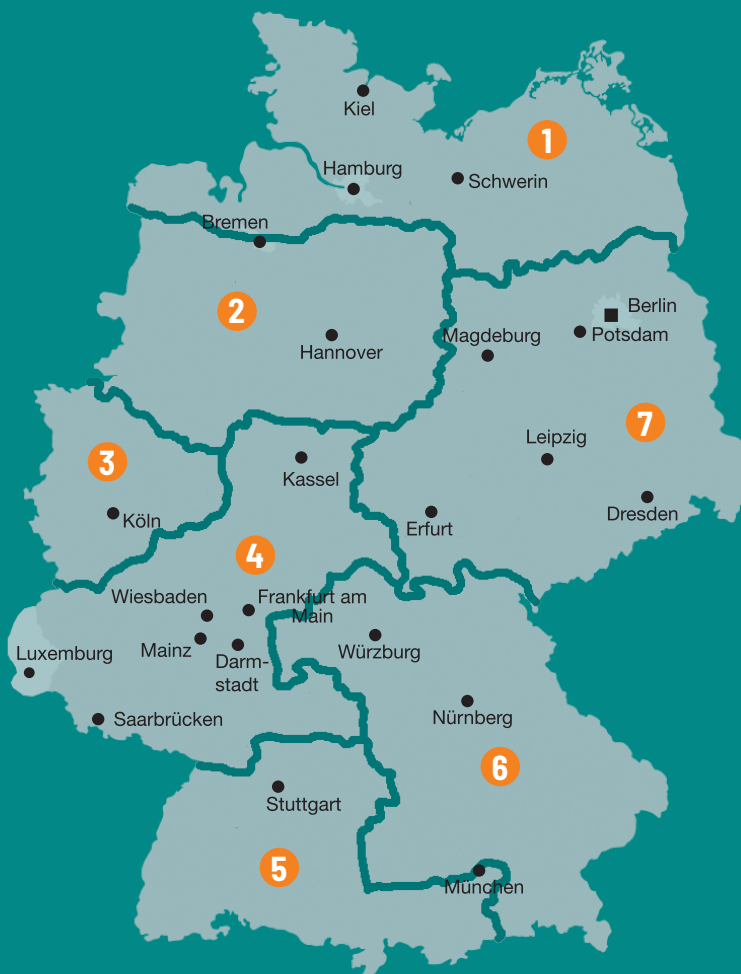 Kiel
1
Hamburg
Schwerin
Bremen
2
Berlin
Hannover
Magdeburg
Potsdam
7
Leipzig
3
Kassel
Köln
Erfurt
Dresden
4
Wiesbaden
Frankfurt am
Main
Mainz
Würzburg
Luxemburg
Darm-
stadt
Saarbrücken
Nürnberg
6
Stuttgart
5
München